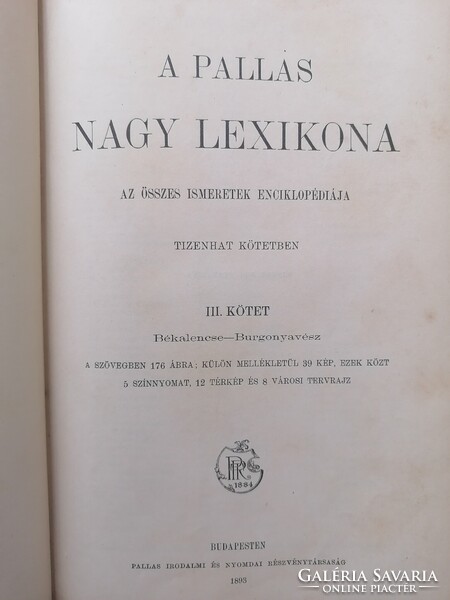 A PALLAS
NAGY LEXIKONA
AZ ÖSSZES ISMERETEK ENCIKLOPÉDIÁJA
TIZENHAT KÖTETBEN
III. KÖTET
Békalencse—Burgonyavész
A SZÖVEGBEN 176 ÁBRA; KÜLÖN MELLÉKLETÜL 39 KÉP, EZEK KÖZT
5 SZÍNNYOMAT, 12 TÉRKÉP ÉS 8 VÁROSI TERVRAJZ
1884
BUDAPESTEN
PALLAS IRODALMI ÉS NYOMDAI RÉSZVÉNYTÁRSASÁG
1893
GALÉRIA SAVARIA
ONLINE PIACTÉR